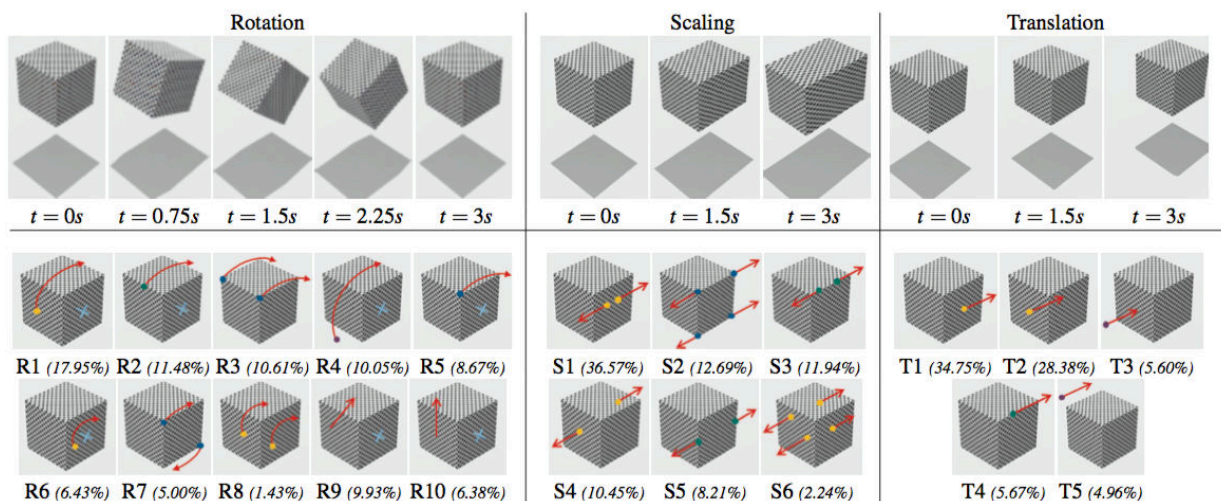 Rotation Scaling Translation
t = 0s t = 0.75s t = 1.5s t = 2.25s t = 3s t = 0s t = 1.5s t = 3s t = 0s t = 1.5s t = 3s
R1 (17.95%) R2 (11.48%) R3 (10.61%) R4 (10.05%) R5 (8.67%) S1 (36.57%) S2 (12.69%) S3 (11.94%) T1 (34.75%) T2 (28.38%) T3 (5.60%)
R6 (6.43%) R7 (5.00%) R8 (1.43%) R9 (9.93%) R10 (6.38%) S4 (10.45%) S5 (8.21%) S6 (2.24%) T4 (5.67%) T5 (4.96%)